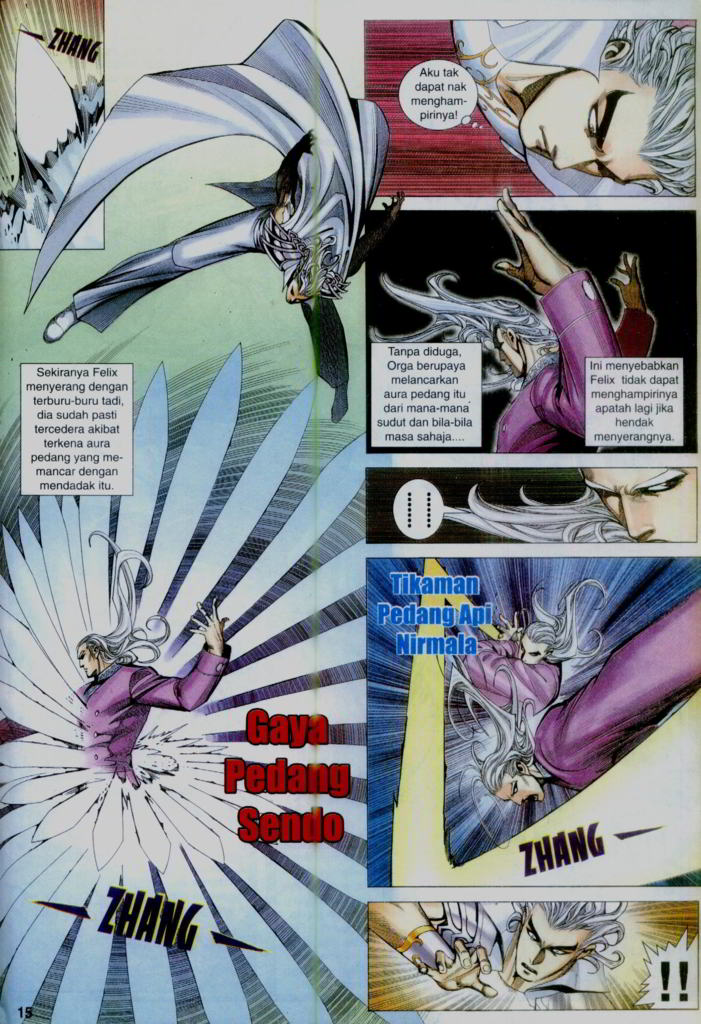 ZHANG
Aku tak
dapat nak
mengham-
pirinya!
Tanpa diduga,
Orga berupaya
melancarkan
aura pedang itu
dari mana-mana
sudut dan bila-bila
masa sahaja....
Ini menyebabkan
Felix tidak dapat
menghampirinya
apatah lagi jika
hendak
menyerangnya.
Sekiranya Felix
menyerang dengan
terburu-buru tadi,
dia sudah pasti
tercedera akibat
terkena aura
pedang yang me-
mancar dengan
mendadak itu.
Tikaman
Pedang Api
Nirmala
Gaya
Pedang
Sendo
ZHANG
ZHANG
!!
15